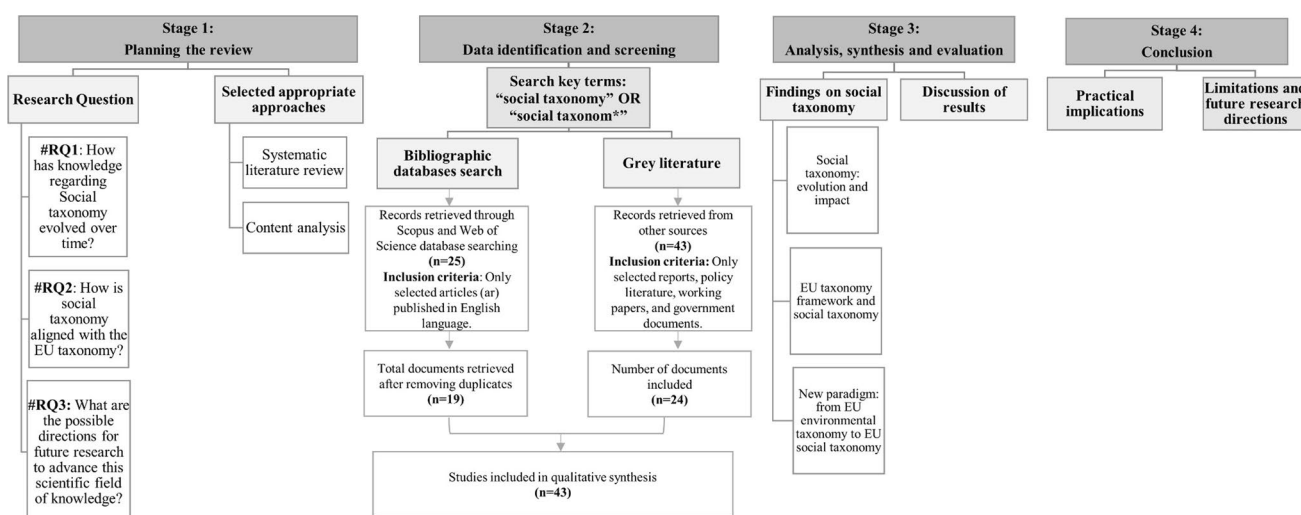 Stage 1:
Planning the review
Research Question
#RQ1: How
has knowledge
regarding
Social
taxonomy
evolved over
time?
#RQ2: How is
social
taxonomy
aligned with the
EU taxonomy?
#RQ3: What are
the possible
directions for
future research
to advance this
scientific field of
knowledge?
Selected appropriate
approaches
Systematic
literature review
Content analysis
Stage 2:
Data identification and screening
Search key terms:
“social taxonomy” OR
“social taxonom*”
Bibliographic
databases search
Records retrieved through
Scopus and Web of
Science database searching
(n=25)
Inclusion criteria: Only
selected articles (ar)
published in English
language.
Total documents retrieved
after removing duplicates
(n=19)
Grey literature
Records retrieved from
other sources
(n=43)
Inclusion criteria: Only
selected reports, policy
literature, working
papers, and government
documents.
Number of documents
included
(n=24)
Studies included in qualitative synthesis
(n=43)
Stage 3:
Analysis, synthesis and evaluation
Findings on social
taxonomy
Social
taxonomy:
evolution and
impact
EU taxonomy
framework and
social taxonomy
New paradigm:
from EU
environmental
taxonomy to EU
social taxonomy
Discussion of
results
Stage 4:
Conclusion
Practical
implications
Limitations and
future research
directions